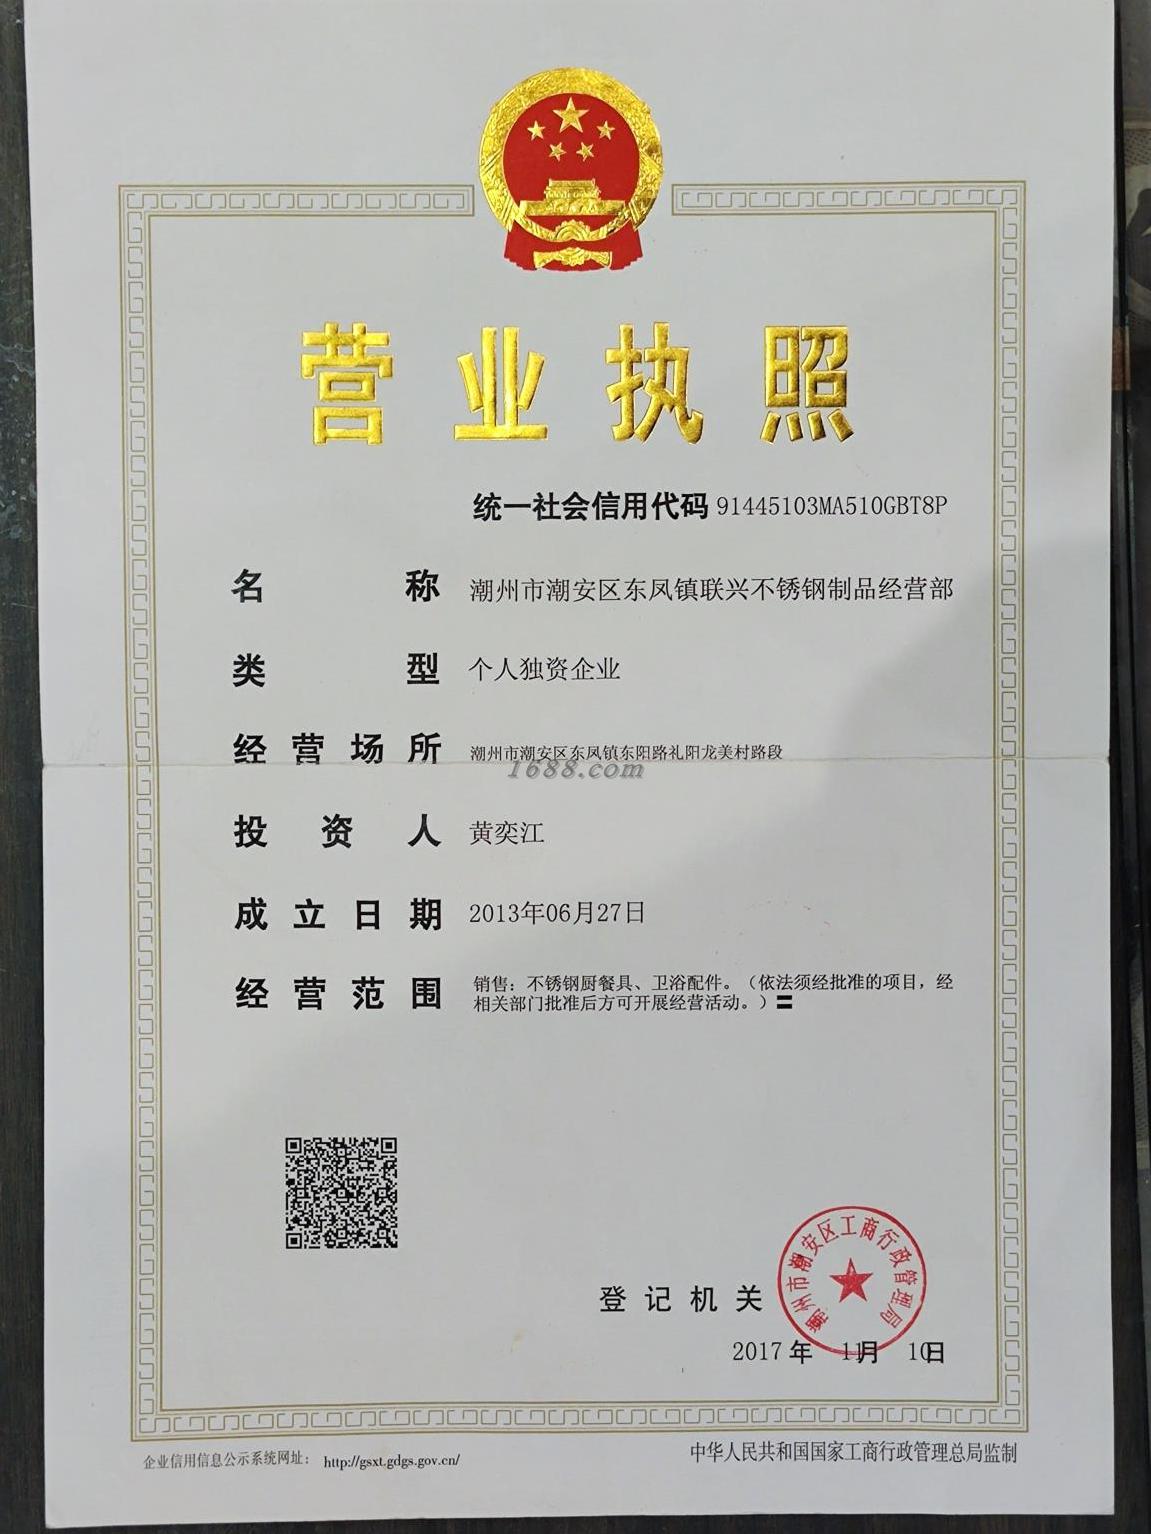 营业执照
统一社会信用代码 91445103MA510GBT8P
名称 潮州市潮安区东凤镇联兴不锈钢制品经营部
类型 个人独资企业
经营场所 潮州市潮安区东凤镇东阳路礼阳龙美村路段
1688.com
投资人 黄奕江
成立日期 2013年06月27日
经营范围 销售：不锈钢厨餐具、卫浴配件。（依法须经批准的项目，经
相关部门批准后方可开展经营活动。）〓
潮州市潮安区工商行政管理局
登记机关
2017 年 11月 10日
企业信用信息公示系统网址： http://gsxt.gdgs.gov.cn/
中华人民共和国国家工商行政管理总局监制